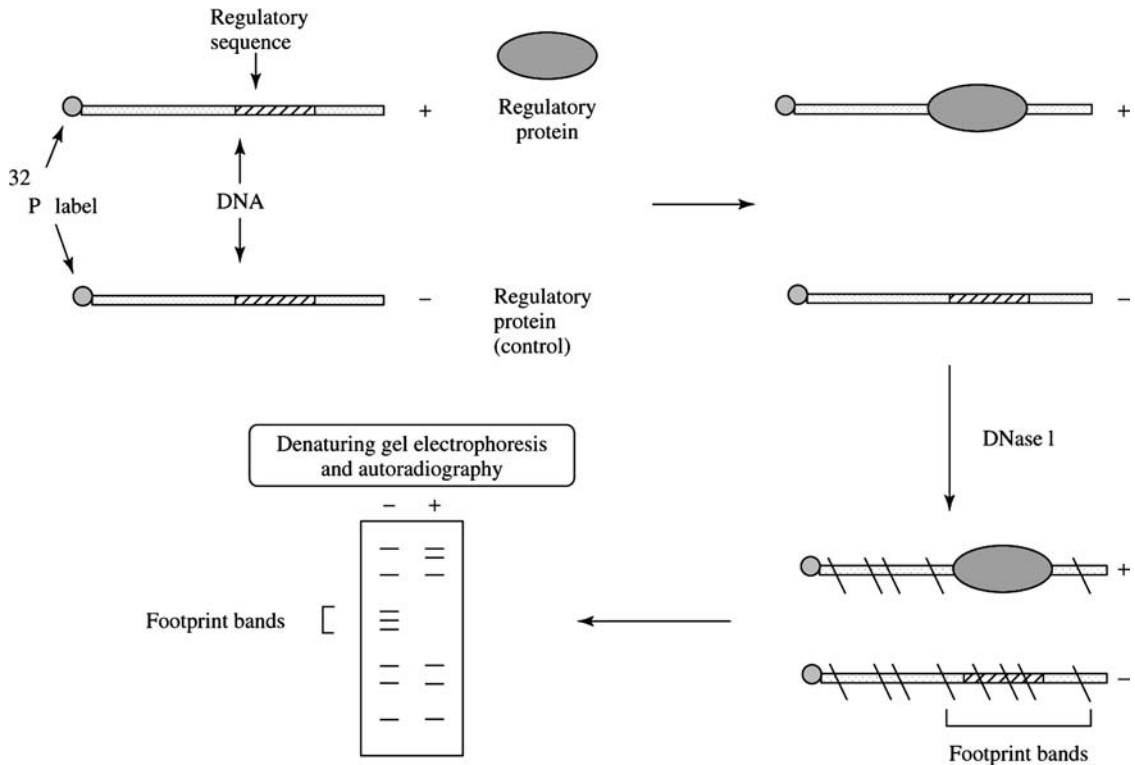 Regulatory
sequence
+
Regulatory
protein
+
32
P label
DNA
−
Regulatory
protein
(control)
−
DNase l
Denaturing gel electrophoresis
and autoradiography
− +
Footprint bands
+
−
Footprint bands